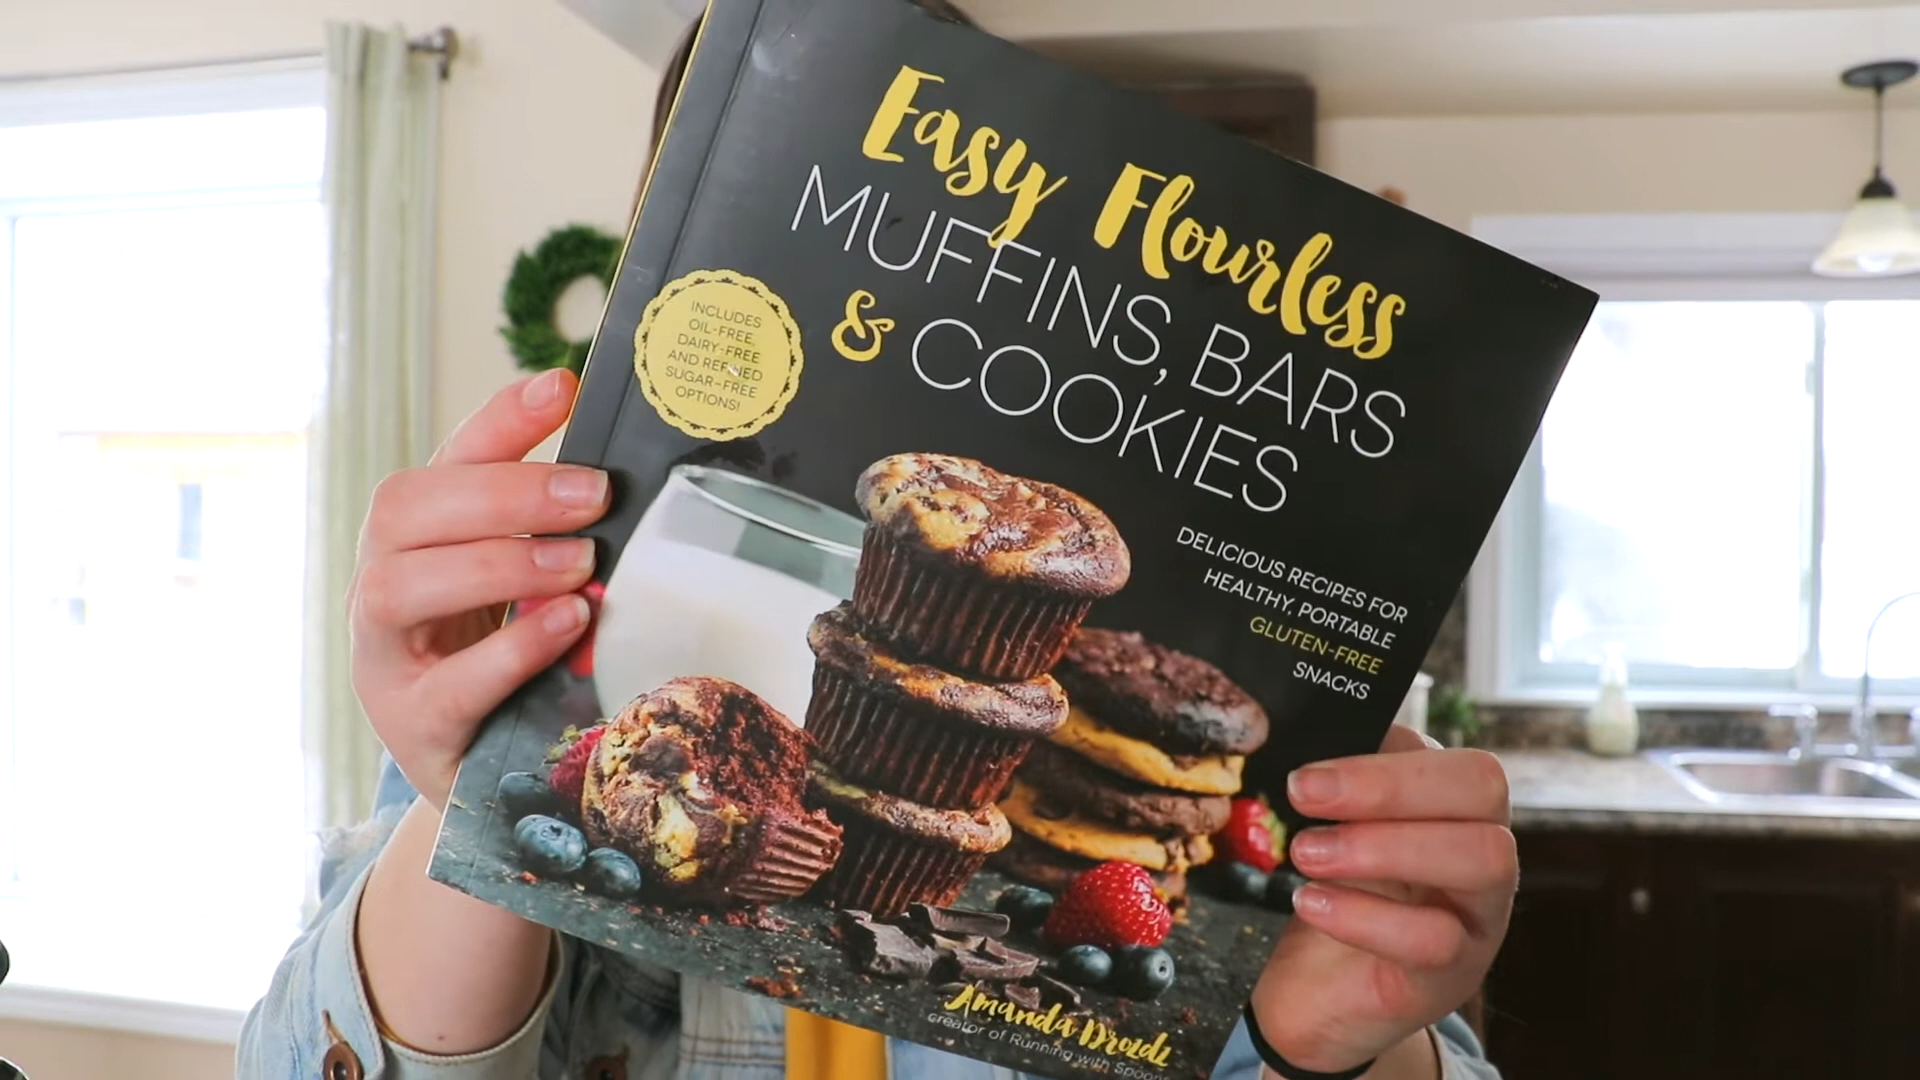 Easy Flourless
MUFFINS, BARS
& COOKIES
INCLUDES
OIL-FREE,
DAIRY-FREE
AND REFINED
SUGAR-FREE
OPTIONS!
DELICIOUS RECIPES FOR
HEALTHY, PORTABLE
GLUTEN-FREE
SNACKS
Amanda Drozdz
creator of Running with Spoons